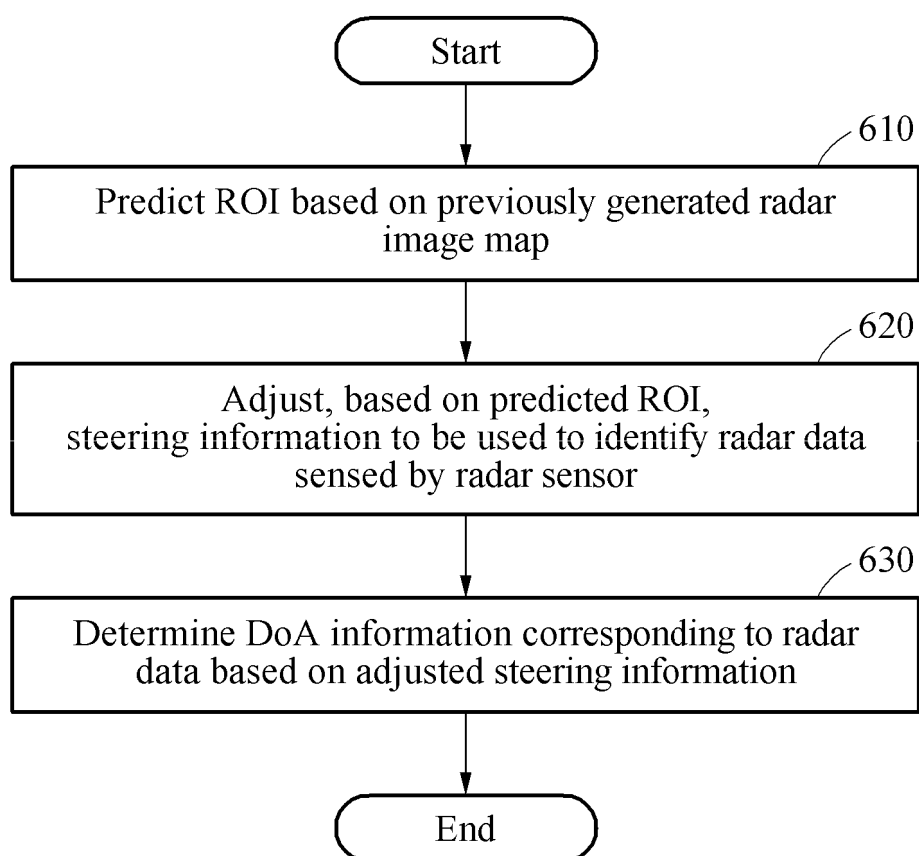 Start
610
Predict ROI based on previously generated radar
image map
620
Adjust, based on predicted ROI,
steering information to be used to identify radar data
sensed by radar sensor
630
Determine DoA information corresponding to radar
data based on adjusted steering information
End